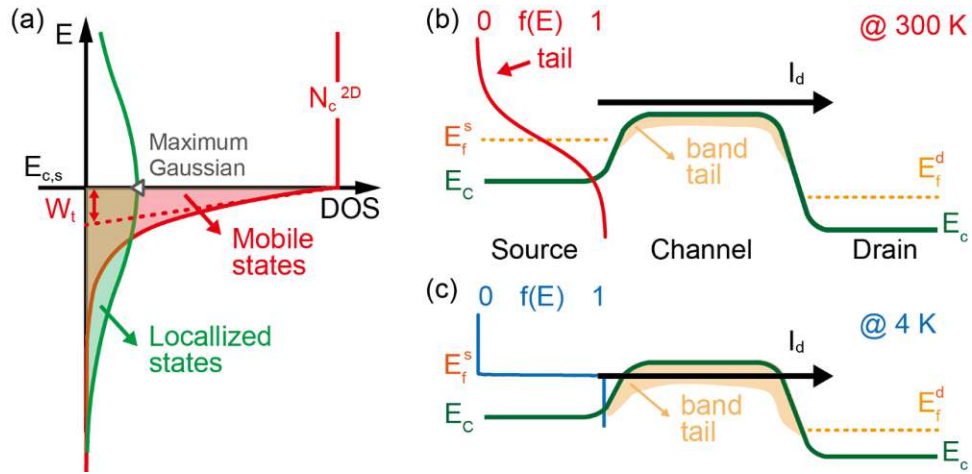 (a)
E
N_c^2D
Maximum
Gaussian
E_c,s
W_t
DOS
Mobile
states
Locallized
states
(b)
0 f(E) 1
@ 300 K
tail
I_d
E_f^s
band
tail
E_f^d
E_c
E_c
Source Channel Drain
(c)
0 f(E) 1
@ 4 K
I_d
E_f^s
E_f^d
E_c
band
tail
E_c